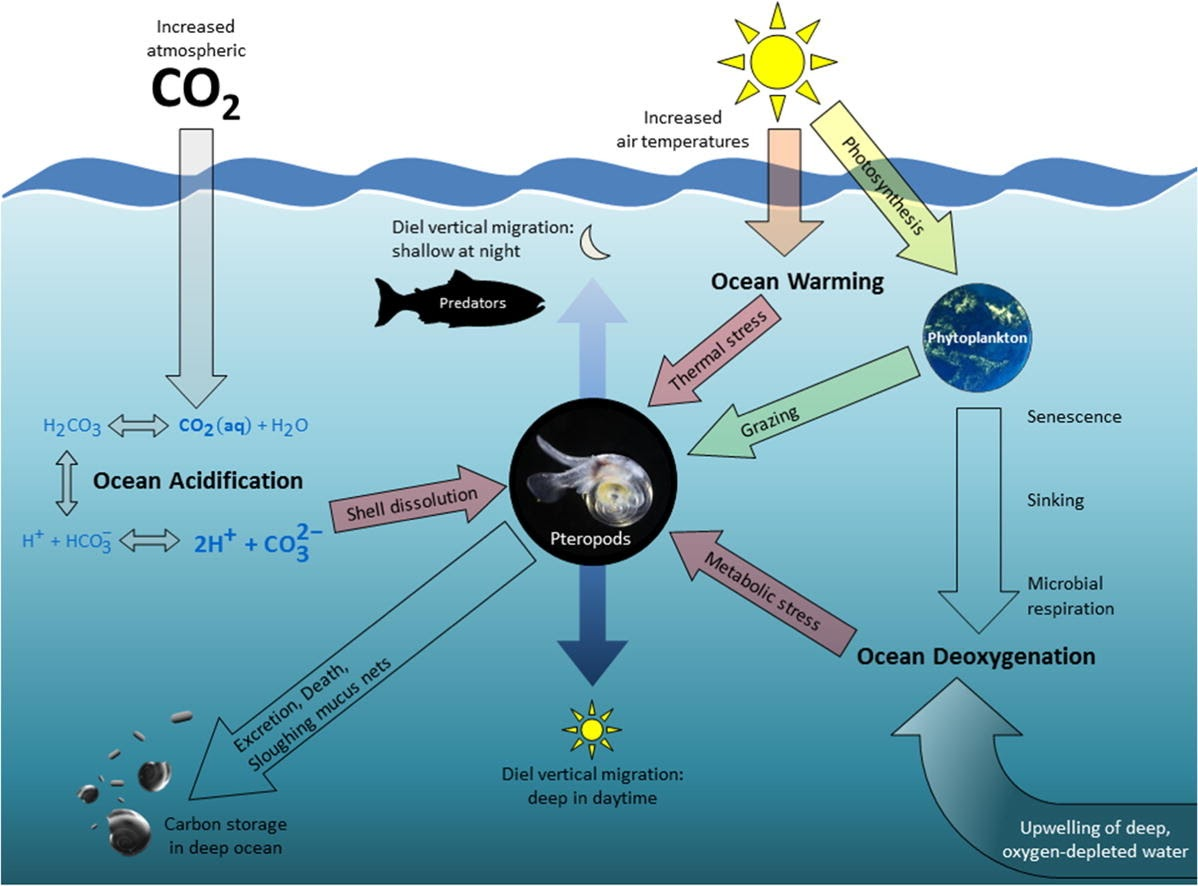 Increased
atmospheric
CO₂
Increased
air temperatures
Photosynthesis
Diel vertical migration:
shallow at night
Predators
Ocean Warming
Thermal stress
Phytoplankton
Grazing
H₂CO₃ CO₂(aq) + H₂O
Ocean Acidification
H⁺ + HCO₃⁻ 2H⁺ + CO₃²⁻
Shell dissolution
Pteropods
Senescence
Sinking
Microbial
respiration
Metabolic stress
Ocean Deoxygenation
Excretion, Death,
Sloughing mucus nets
Diel vertical migration:
deep in daytime
Carbon storage
in deep ocean
Upwelling of deep,
oxygen-depleted water